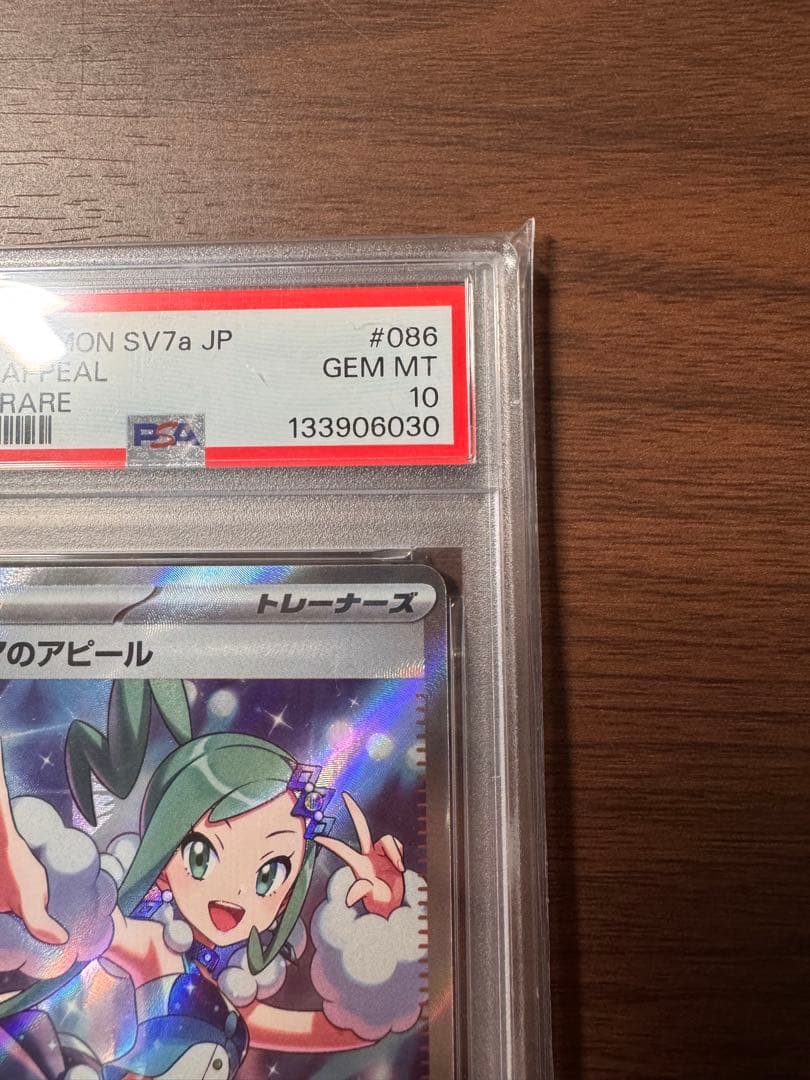 MON SV7a JP #086
APPEAL GEM MT
RARE 10
PSA 133906030
トレーナーズ
のアピール